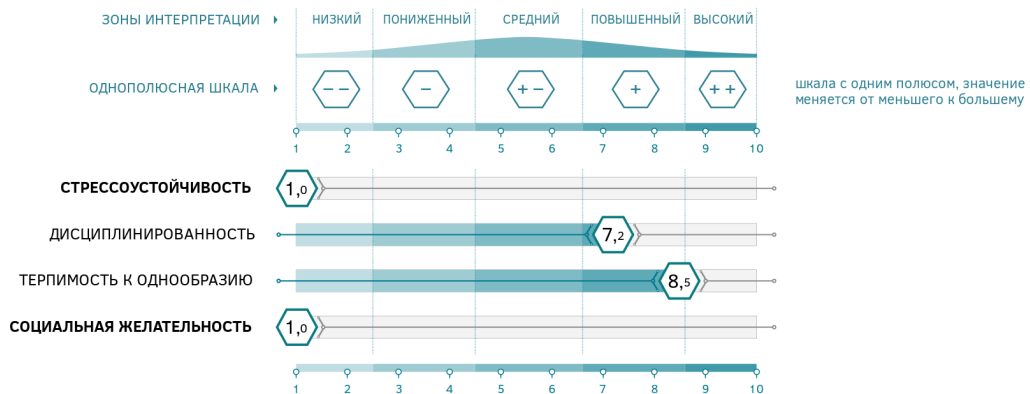 ЗОНЫ ИНТЕРПРЕТАЦИИ НИЗКИЙ ПОНИЖЕННЫЙ СРЕДНИЙ ПОВЫШЕННЫЙ ВЫСОКИЙ
ОДНОПОЛЮСНАЯ ШКАЛА – – – + – + + +
шкала с одним полюсом, значение
меняется от меньшего к большему
1 2 3 4 5 6 7 8 9 10
СТРЕССОУСТОЙЧИВОСТЬ 1,0
ДИСЦИПЛИНИРОВАННОСТЬ 7,2
ТЕРПИМОСТЬ К ОДНООБРАЗИЮ 8,5
СОЦИАЛЬНАЯ ЖЕЛАТЕЛЬНОСТЬ 1,0
1 2 3 4 5 6 7 8 9 10